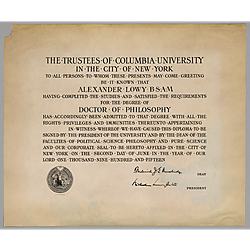 THE·TRUSTEES·OF·COLUMBIA·UNIVERSITY
IN·THE·CITY·OF·NEW·YORK
TO·ALL·PERSONS·TO·WHOM·THESE·PRESENTS·MAY·COME·GREETING
BE·IT·KNOWN·THAT
ALEXANDER·LOWY·B·S·A·M
HAVING·COMPLETED·THE·STUDIES·AND·SATISFIED·THE·REQUIREMENTS
FOR·THE·DEGREE·OF
DOCTOR·OF·PHILOSOPHY
HAS·ACCORDINGLY·BEEN·ADMITTED·TO·THAT·DEGREE·WITH·ALL·THE
RIGHTS·PRIVILEGES·AND·IMMUNITIES·THEREUNTO·APPERTAINING
IN·WITNESS·WHEREOF·WE·HAVE·CAUSED·THIS·DIPLOMA·TO·BE
SIGNED·BY·THE·PRESIDENT·OF·THE·UNIVERSITY·AND·BY·THE·DEAN·OF·THE
FACULTIES·OF·POLITICAL·SCIENCE·PHILOSOPHY·AND·PURE·SCIENCE
AND·OUR·CORPORATE·SEAL·TO·BE·HERETO·AFFIXED·IN·THE·CITY·OF
NEW·YORK·ON·THE·SECOND·DAY·OF·JUNE·IN·THE·YEAR·OF·OUR
LORD·ONE·THOUSAND·NINE·HUNDRED·AND·FIFTEEN
DEAN
PRESIDENT